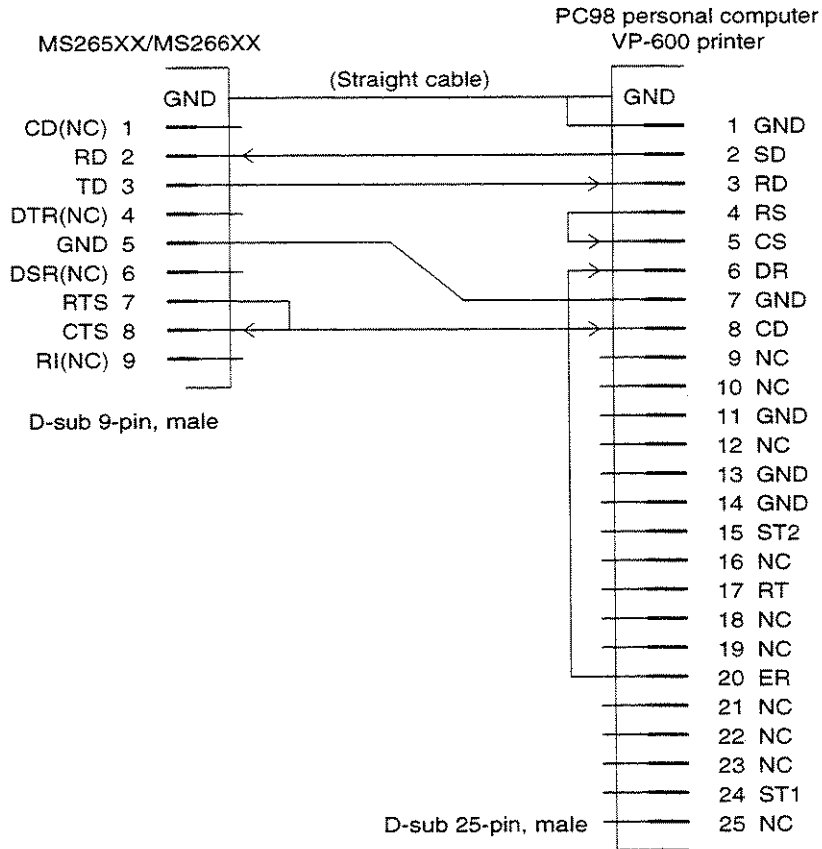 PC98 personal computer
MS265XX/MS266XX
VP-600 printer
(Straight cable)
GND
GND
CD(NC) 1
RD 2
TD 3
DTR(NC) 4
GND 5
DSR(NC) 6
RTS 7
CTS 8
RI(NC) 9
D-sub 9-pin, male
1 GND
2 SD
3 RD
4 RS
5 CS
6 DR
7 GND
8 CD
9 NC
10 NC
11 GND
12 NC
13 GND
14 GND
15 ST2
16 NC
17 RT
18 NC
19 NC
20 ER
21 NC
22 NC
23 NC
24 ST1
25 NC
D-sub 25-pin, male